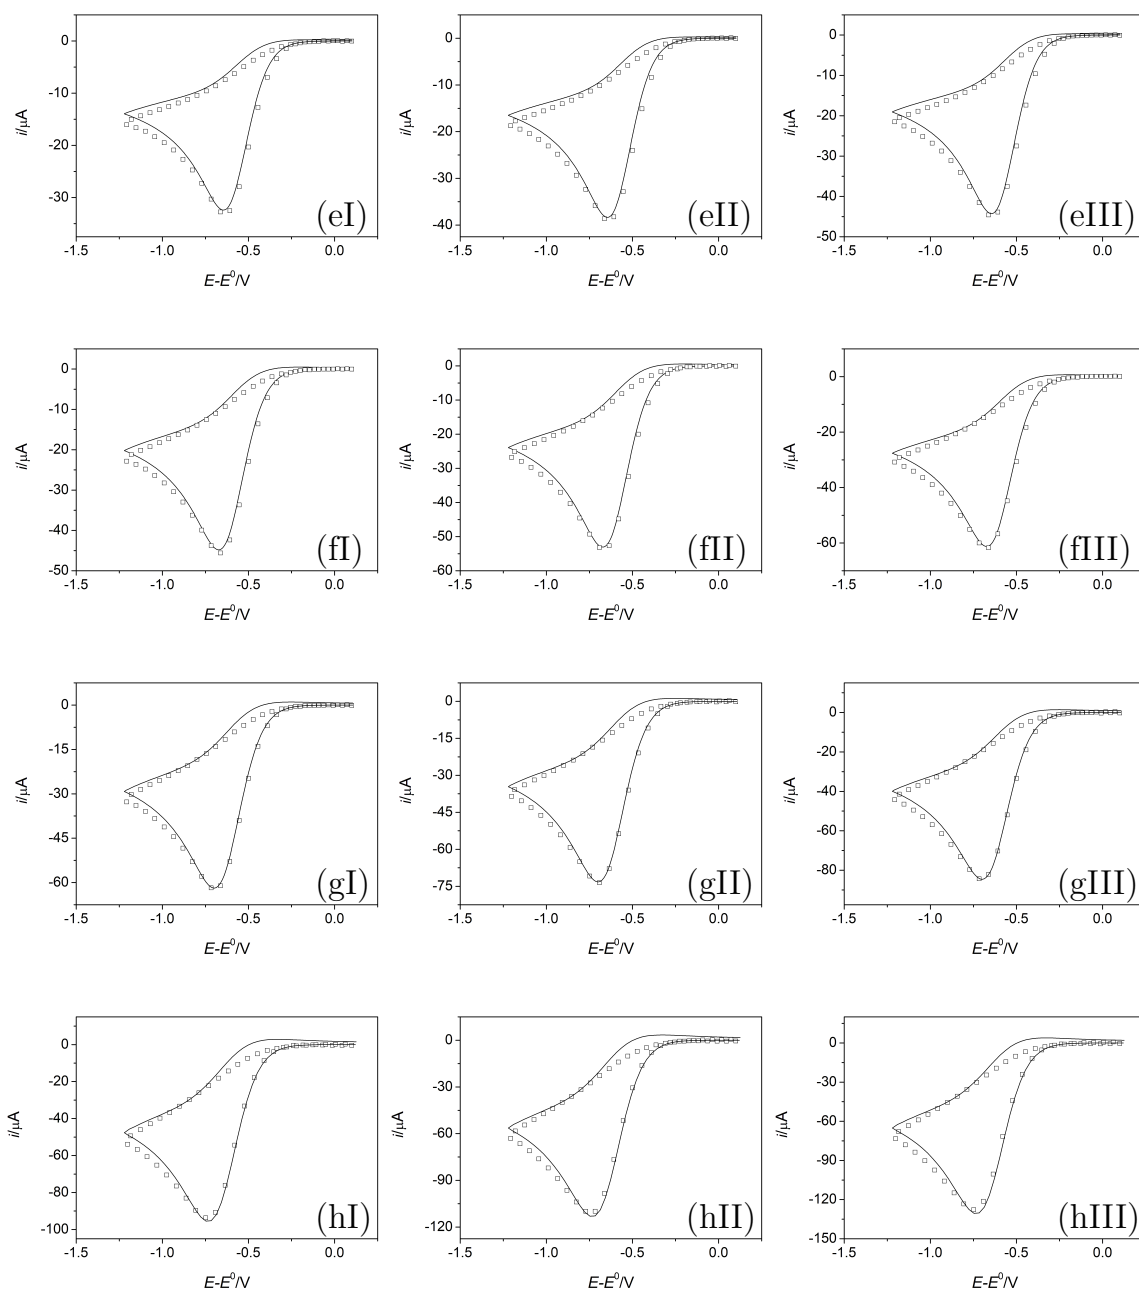 0
-10
-20
-30
i/μA
(eI)
-1.5 -1.0 -0.5 0.0
E-E⁰/V
0
-10
-20
-30
-40
i/μA
(eII)
-1.5 -1.0 -0.5 0.0
E-E⁰/V
0
-10
-20
-30
-40
-50
i/μA
(eIII)
-1.5 -1.0 -0.5 0.0
E-E⁰/V
0
-10
-20
-30
-40
-50
i/μA
(fI)
-1.5 -1.0 -0.5 0.0
E-E⁰/V
0
-10
-20
-30
-40
-50
-60
i/μA
(fII)
-1.5 -1.0 -0.5 0.0
E-E⁰/V
0
-20
-40
-60
i/μA
(fIII)
-1.5 -1.0 -0.5 0.0
E-E⁰/V
0
-15
-30
-45
-60
i/μA
(gI)
-1.5 -1.0 -0.5 0.0
E-E⁰/V
0
-15
-30
-45
-60
-75
i/μA
(gII)
-1.5 -1.0 -0.5 0.0
E-E⁰/V
0
-20
-40
-60
-80
i/μA
(gIII)
-1.5 -1.0 -0.5 0.0
E-E⁰/V
0
-20
-40
-60
-80
-100
i/μA
(hI)
-1.5 -1.0 -0.5 0.0
E-E⁰/V
0
-30
-60
-90
-120
i/μA
(hII)
-1.5 -1.0 -0.5 0.0
E-E⁰/V
0
-30
-60
-90
-120
-150
i/μA
(hIII)
-1.5 -1.0 -0.5 0.0
E-E⁰/V